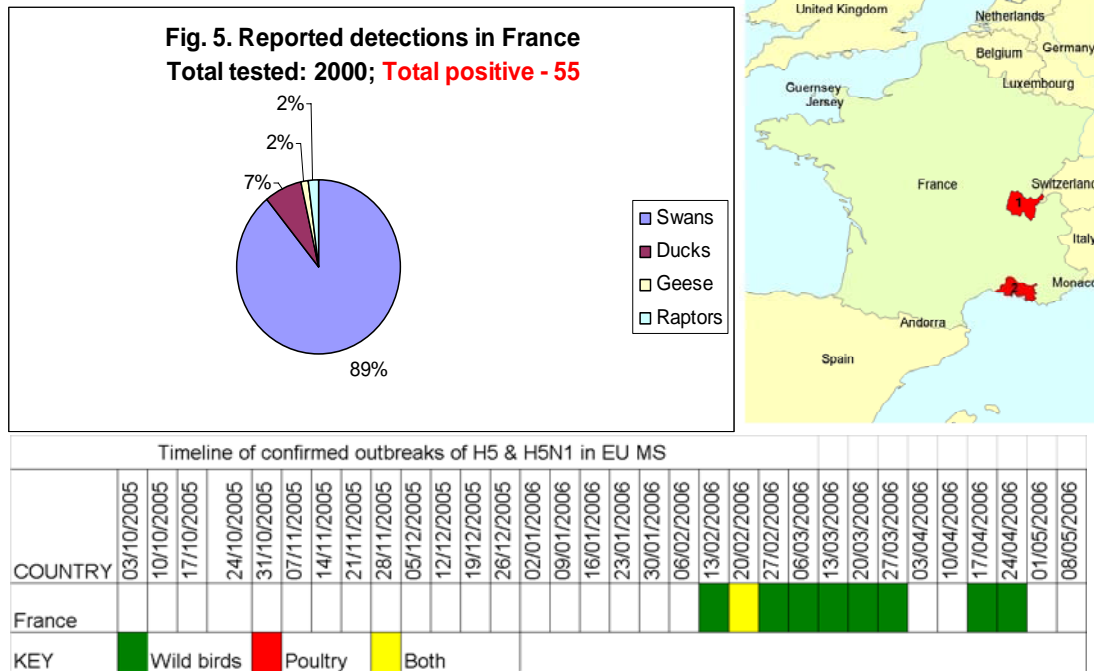 Fig. 5. Reported detections in France
Total tested: 2000; Total positive - 55
2%
2%
7%
89%
Swans
Ducks
Geese
Raptors
United Kingdom
Netherlands
Belgium
Germany
Guernsey
Jersey
Luxembourg
France
Switzerland
1
Italy
2
Monaco
Andorra
Spain
Timeline of confirmed outbreaks of H5 & H5N1 in EU MS
COUNTRY 03/10/2005 10/10/2005 17/10/2005 24/10/2005 31/10/2005 07/11/2005 14/11/2005 21/11/2005 28/11/2005 05/12/2005 12/12/2005 19/12/2005 26/12/2005 02/01/2006 09/01/2006 16/01/2006 23/01/2006 30/01/2006 06/02/2006 13/02/2006 20/02/2006 27/02/2006 06/03/2006 13/03/2006 20/03/2006 27/03/2006 03/04/2006 10/04/2006 17/04/2006 24/04/2006 01/05/2006 08/05/2006
France
KEY Wild birds Poultry Both